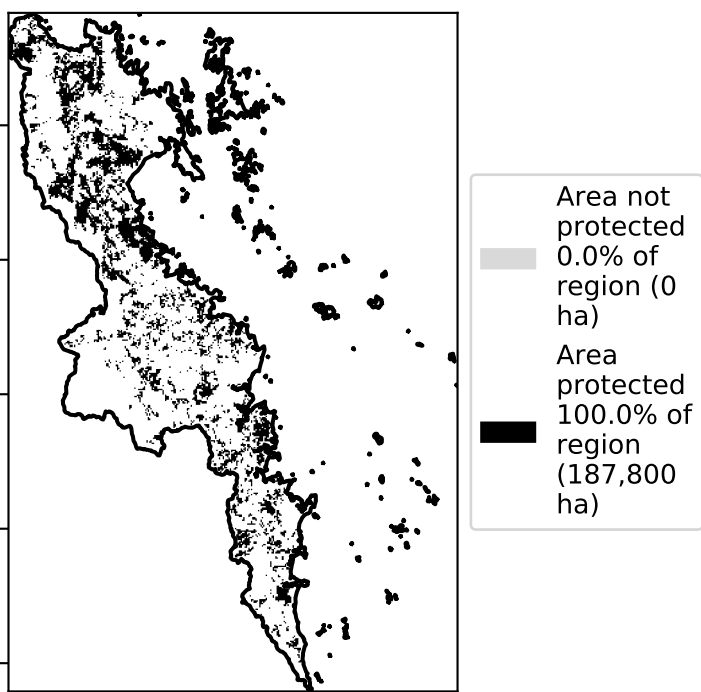 Area not
protected
0.0% of
region (0
ha)
Area
protected
100.0% of
region
(187,800
ha)